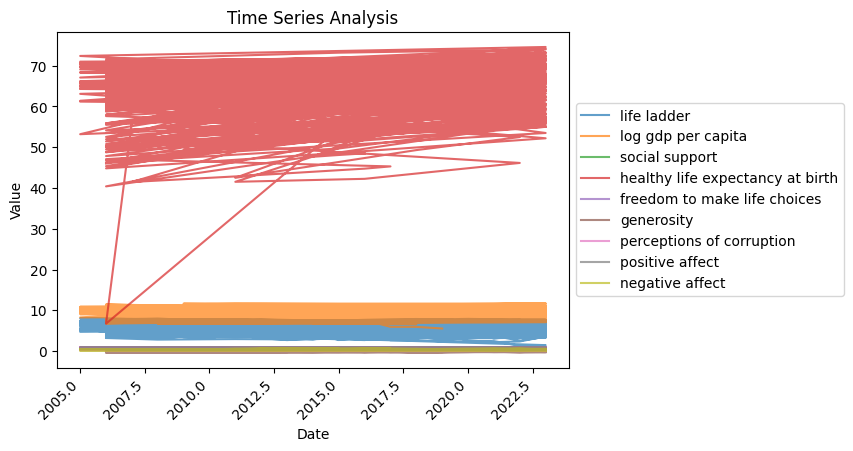 Time Series Analysis
Value
70
60
50
40
30
20
10
0
2005.0
2007.5
2010.0
2012.5
2015.0
2017.5
2020.0
2022.5
Date
life ladder
log gdp per capita
social support
healthy life expectancy at birth
freedom to make life choices
generosity
perceptions of corruption
positive affect
negative affect